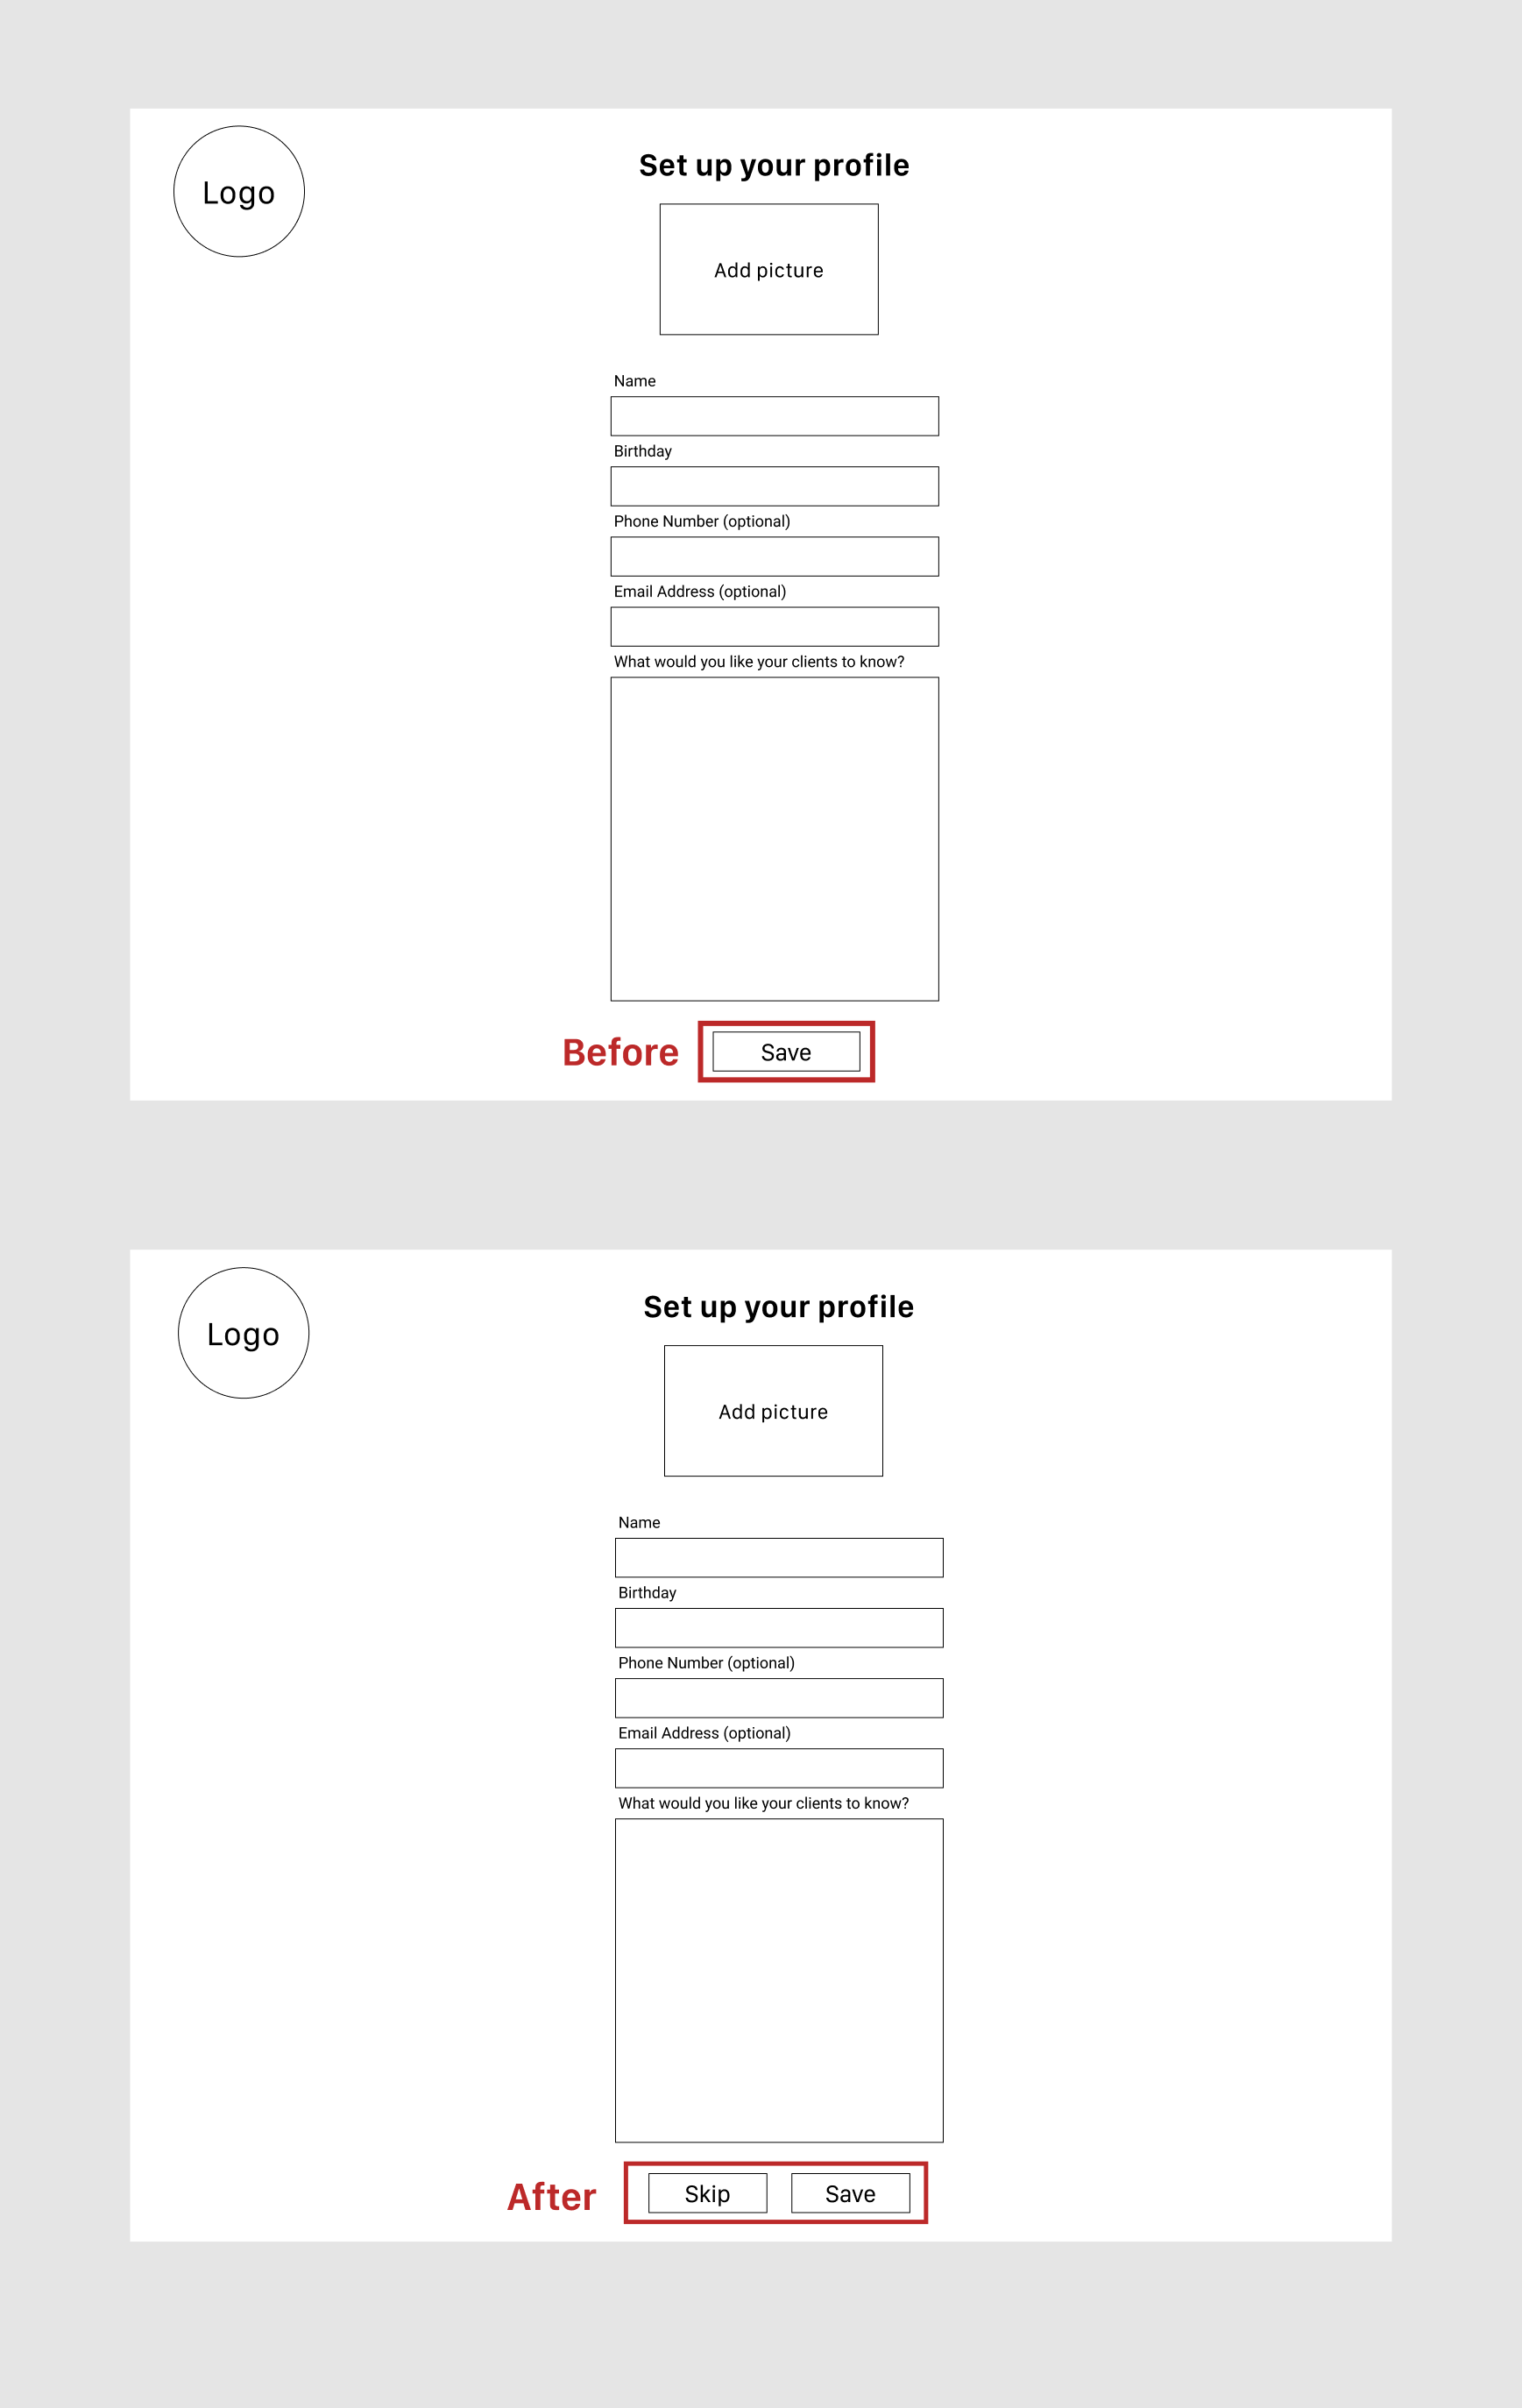 Logo
Set up your profile
Add picture
Name
Birthday
Phone Number (optional)
Email Address (optional)
What would you like your clients to know?
Before
Save
Logo
Set up your profile
Add picture
Name
Birthday
Phone Number (optional)
Email Address (optional)
What would you like your clients to know?
After
Skip
Save